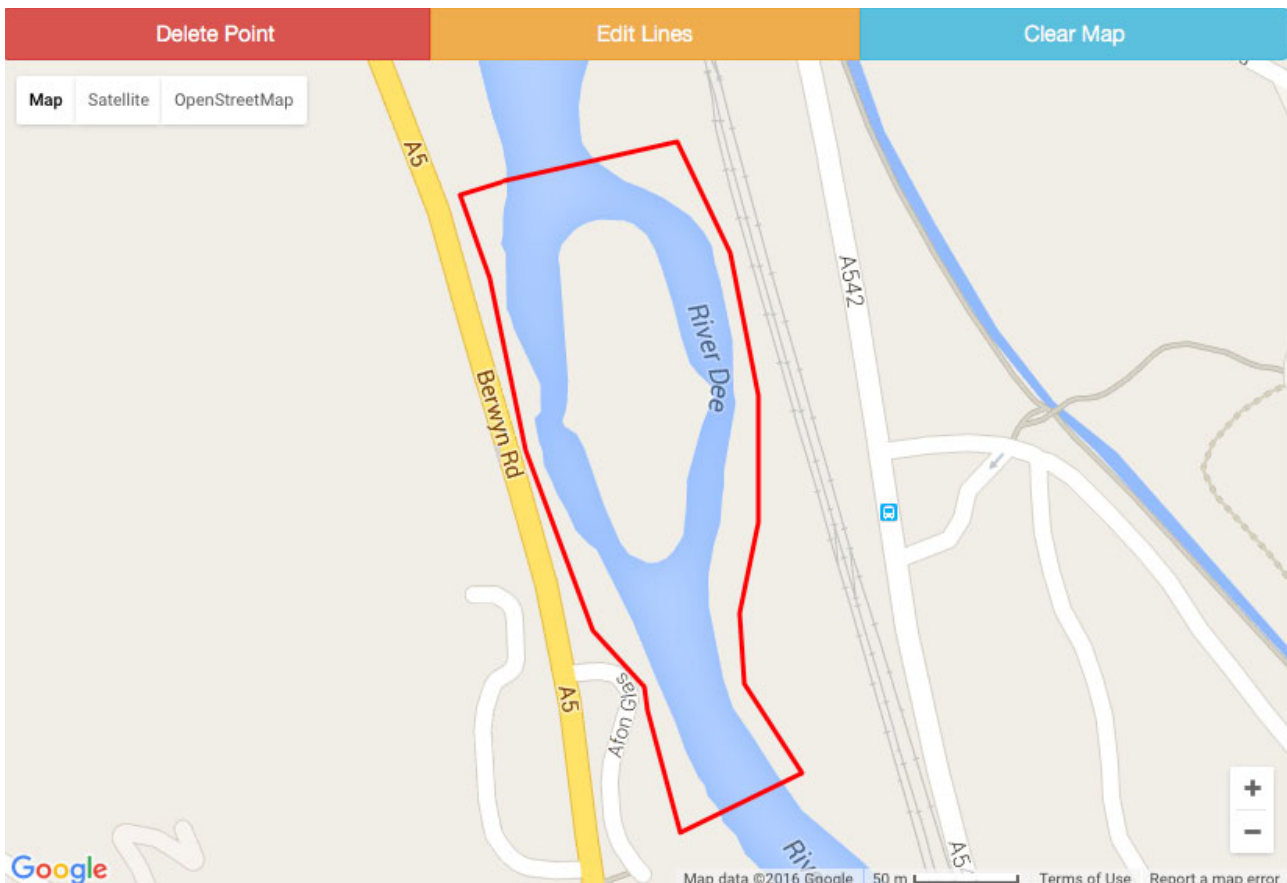 Delete Point
Edit Lines
Clear Map
Map
Satellite
OpenStreetMap
A5
A542
River Dee
Berwyn Rd
A5
Afon Glas
Google
Map data ©2016 Google
50 m
Terms of Use
Report a map error